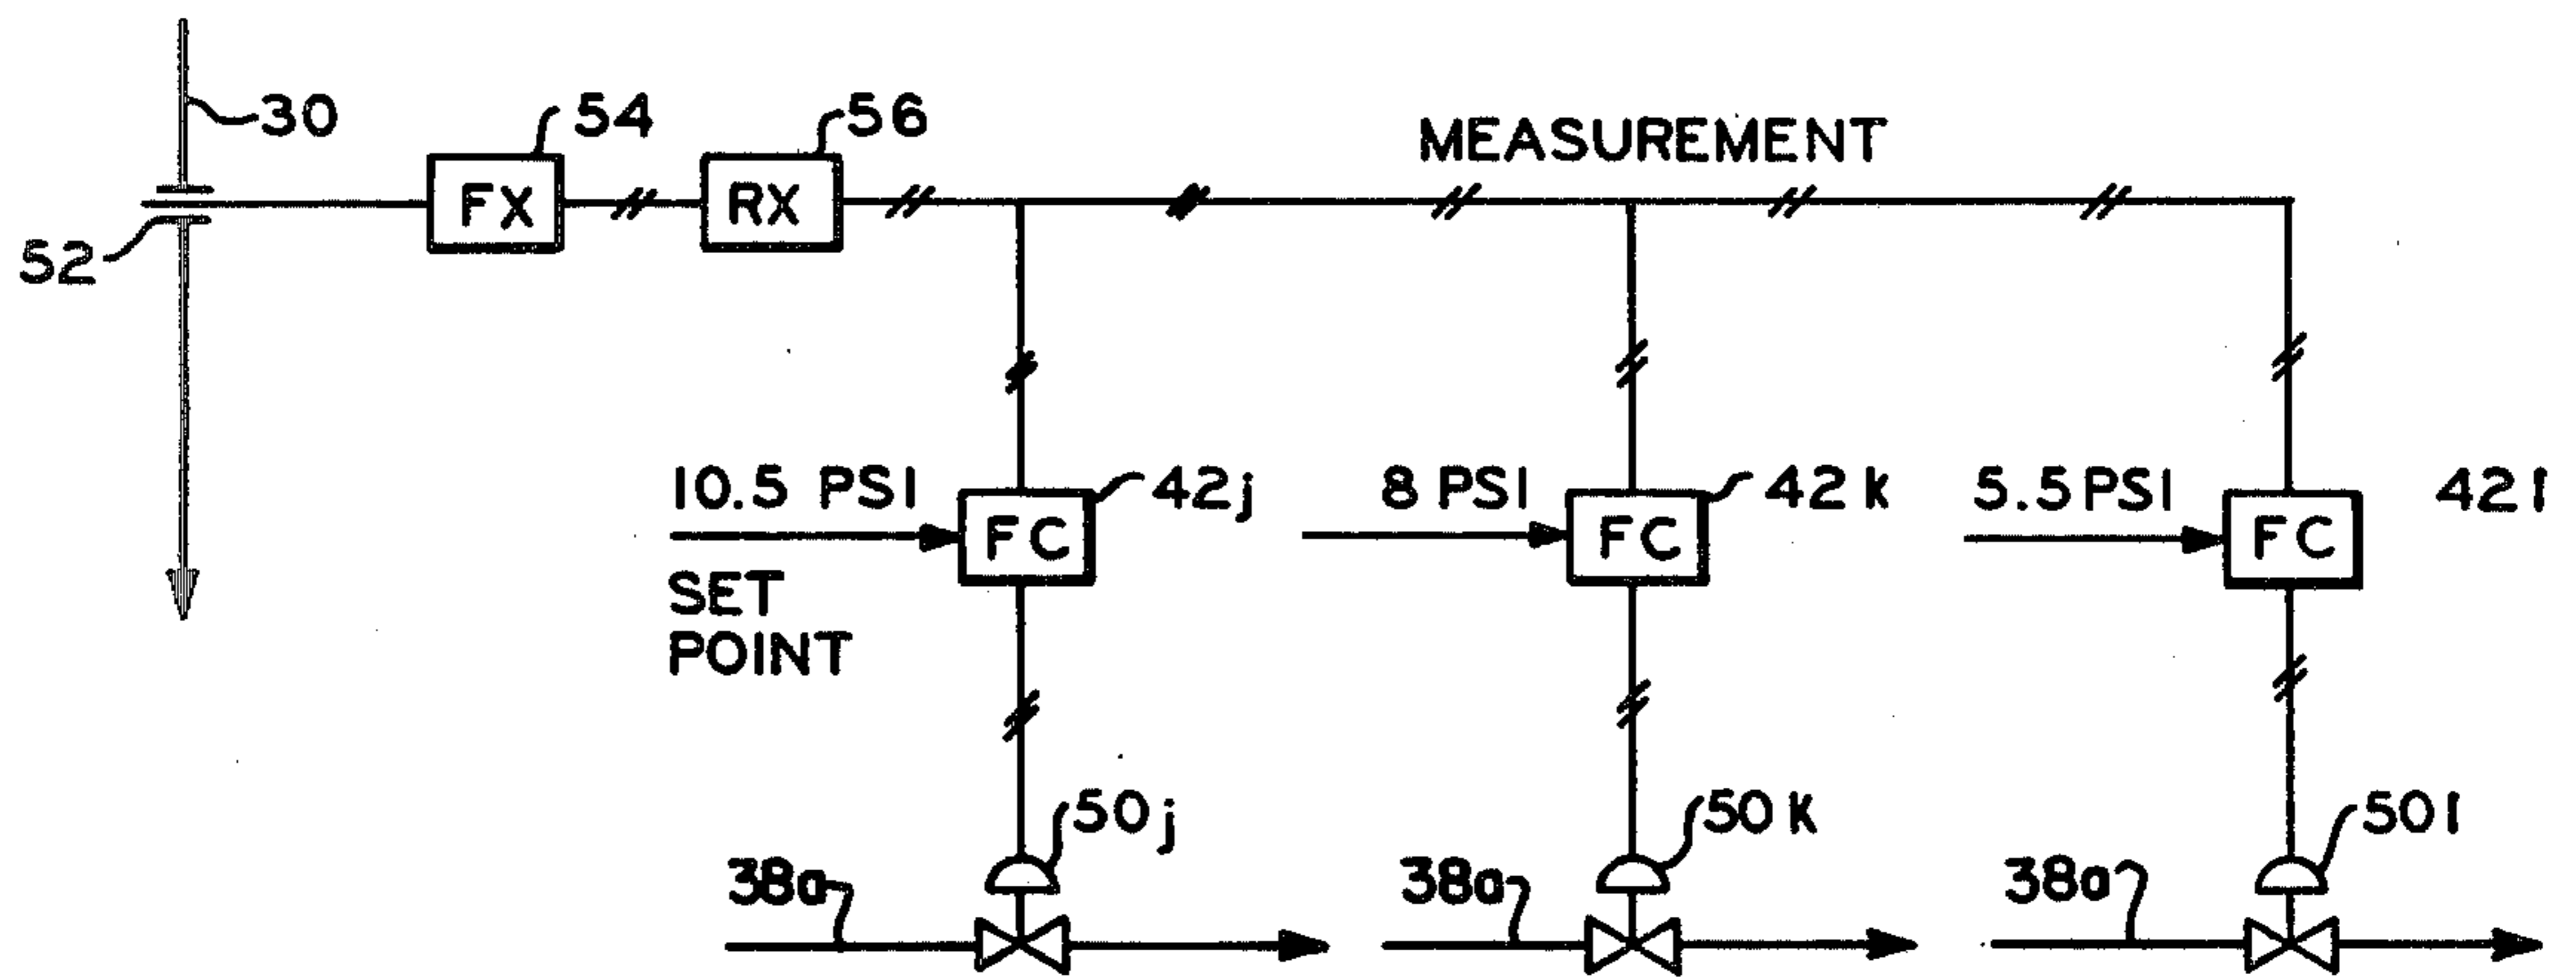 30
54
56
MEASUREMENT
FX
RX
52
10.5 PSI
42j
8 PSI
42k
5.5 PSI
42l
FC
FC
FC
SET
POINT
50j
50k
50l
38a
38a
38a